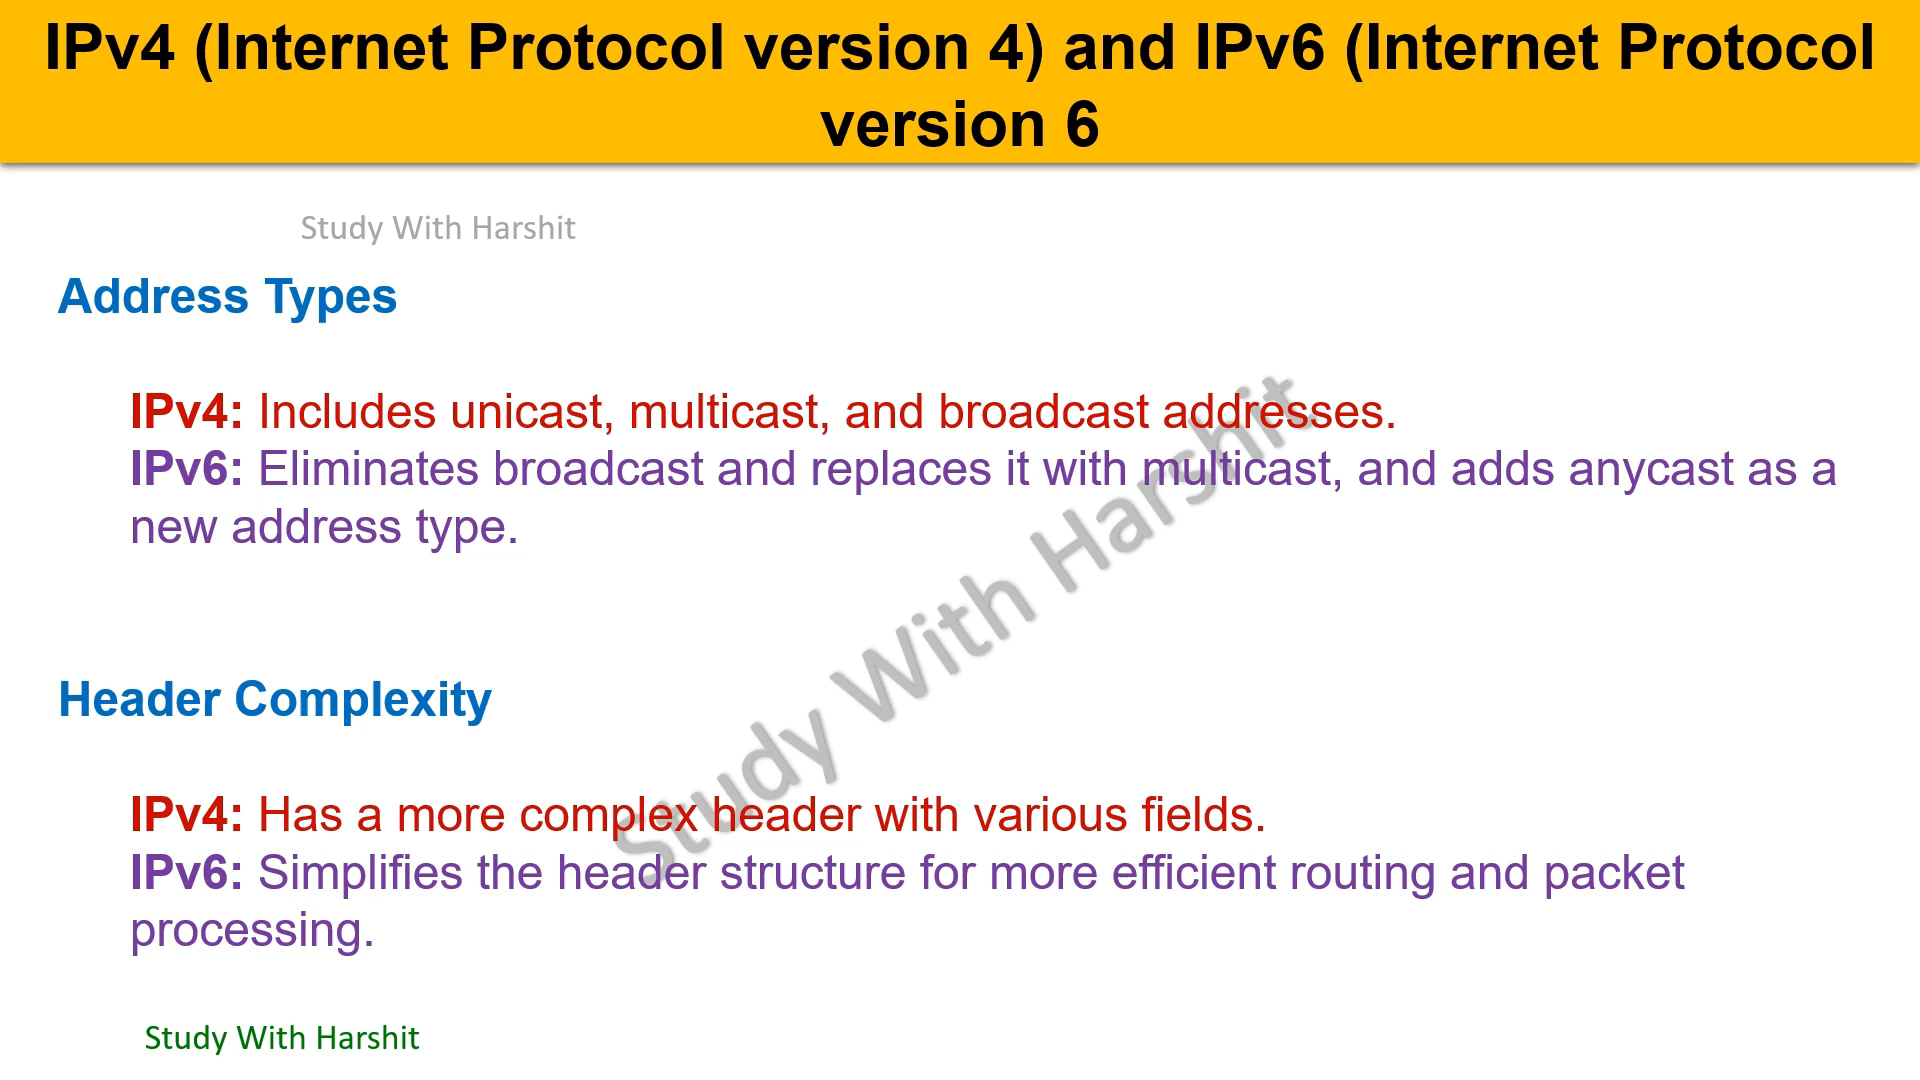 IPv4 (Internet Protocol version 4) and IPv6 (Internet Protocol
version 6
Study With Harshit
Address Types
IPv4: Includes unicast, multicast, and broadcast addresses.
IPv6: Eliminates broadcast and replaces it with multicast, and adds anycast as a
new address type.
Study With Harshit
Header Complexity
IPv4: Has a more complex header with various fields.
IPv6: Simplifies the header structure for more efficient routing and packet
processing.
Study With Harshit